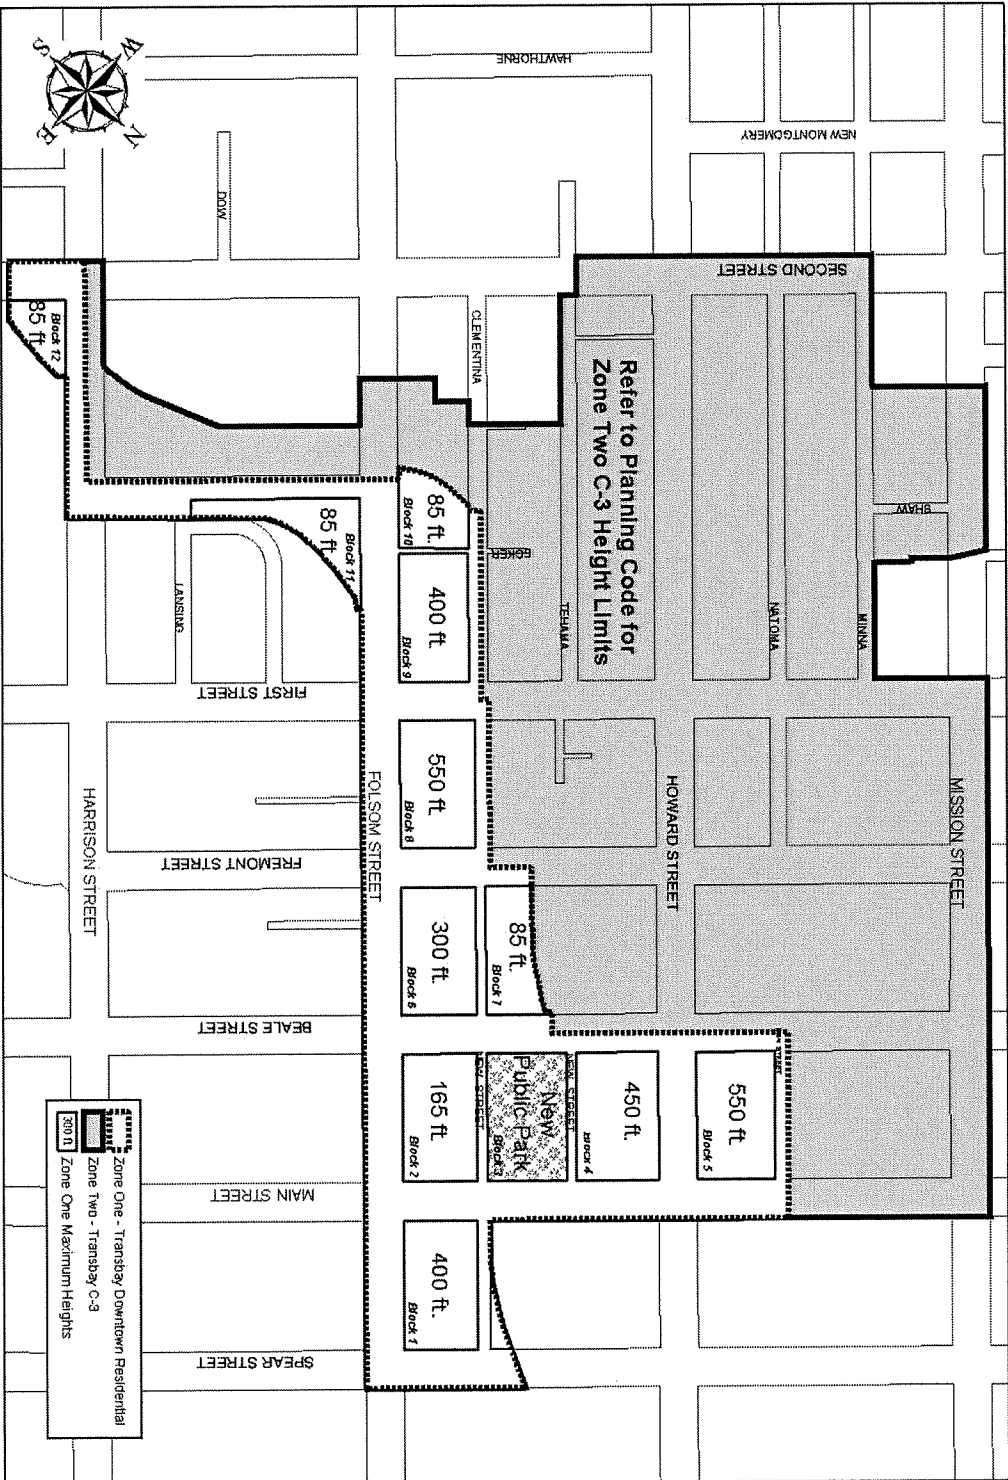 HAWTHORNE
NEW MONTGOMERY
W
S
N
E
DOW
SECOND STREET
CLEMENTINA
Block 12
85 ft.
Refer to Planning Code for
Zone Two C-3 Height Limits
SHAW
85 ft.
Block 10
ECKER
Block 11
85 ft.
400 ft.
Block 9
TEHAMA
NATOMA
MINNA
LANSING
FIRST STREET
550 ft
Block 8
FOLSOM STREET
HOWARD STREET
MISSION STREET
HARRISON STREET
FREMONT STREET
300 ft.
Block 6
85 ft.
Block 7
BEALE STREET
165 ft.
Block 2
NEW STREET
New
Public Park
Block 3
NEW STREET
450 ft.
Block 4
550 ft
Block 5
STREET
MAIN STREET
400 ft.
Block 1
SPEAR STREET
Zone One - Transbay Downtown Residential
Zone Two - Transbay C-3
300 ft
Zone One Maximum Heights